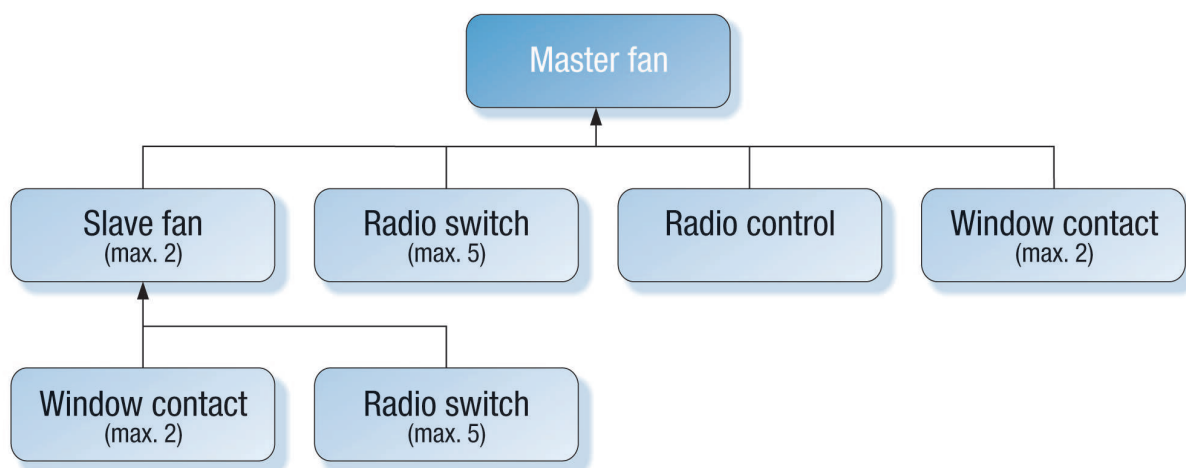 Master fan
Slave fan
(max. 2)
Radio switch
(max. 5)
Radio control
Window contact
(max. 2)
Window contact
(max. 2)
Radio switch
(max. 5)